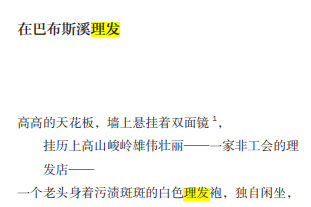 在巴布斯溪理发
高高的天花板，墙上悬挂着双面镜 1，
挂历上高山峻岭雄伟壮丽——一家非工会的理
发店——
一个老头身着污渍斑斑的白色理发袍，独自闲坐，